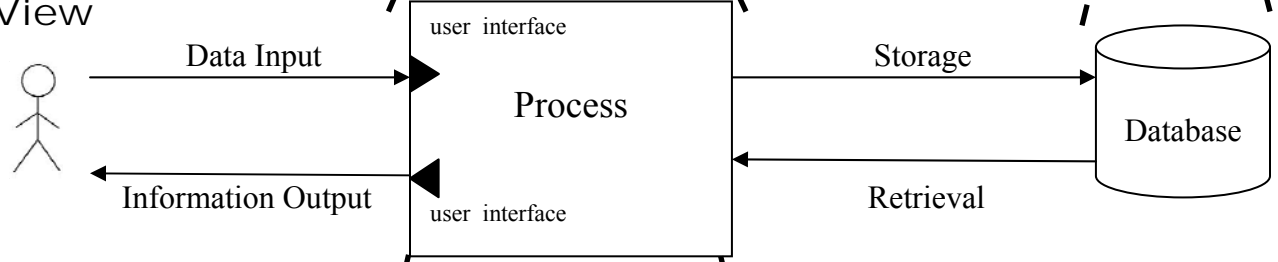 View
user interface
Data Input
Storage
Process
Database
Information Output
Retrieval
user interface